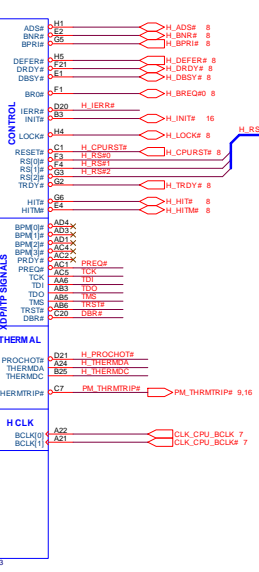 ADS# H1 H_ADS# 8
BNR# E2 H_BNR# 8
BPRI# G5 H_BPRI# 8
DEFER# H5 H_DEFER# 8
DRDY# F21 H_DRDY# 8
DBSY# E1 H_DBSY# 8
BR0# F1 H_BREQ#0 8
CONTROL
IERR# D20 H_IERR#
INIT# B3 H_INIT# 16
LOCK# H4 H_LOCK# 8
H_RS
RESET# C1 H_CPURST# H_CPURST# 8
RS[0]# F3 H_RS#0
RS[1]# F4 H_RS#1
RS[2]# G3 H_RS#2
TRDY# G2 H_TRDY# 8
HIT# G6 H_HIT# 8
HITM# E4 H_HITM# 8
XDP/ITP SIGNALS
BPM[0]# AD4
BPM[1]# AD3
BPM[2]# AD1
BPM[3]# AC4
PRDY# AC2
PREQ# AC1 PREQ#
TCK AC5 TCK
TDI AA6 TDI
TDO AB3 TDO
TMS AB5 TMS
TRST# AB6 TRST#
DBR# C20 DBR#
THERMAL
PROCHOT# D21 H_PROCHOT#
THERMDA A24 H_THERMDA
THERMDC B25 H_THERMDC
HERMTRIP# C7 PM_THRMTRIP# PM_THRMTRIP# 9,16
H CLK
BCLK[0] A22 CLK_CPU_BCLK 7
BCLK[1] A21 CLK_CPU_BCLK# 7
3